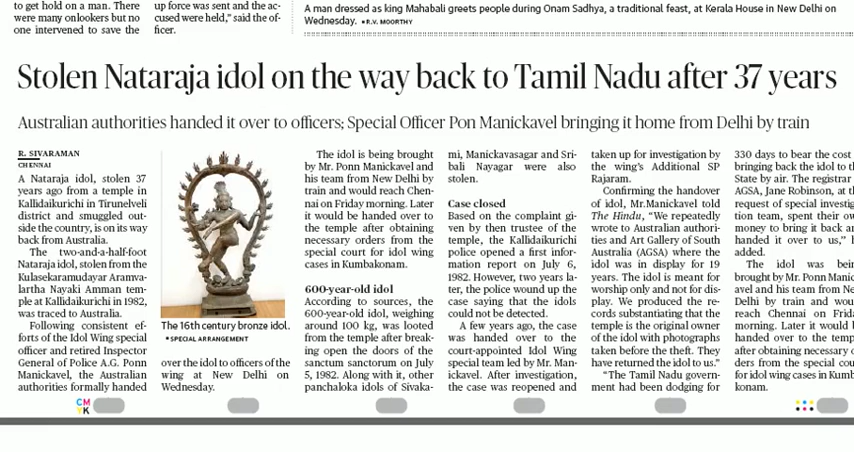 to get hold on a man. There
were many onlookers but no
one intervened to save the
up force was sent and the ac-
cused were held,” said the of-
ficer.
A man dressed as king Mahabali greets people during Onam Sadhya, a traditional feast, at Kerala House in New Delhi on
Wednesday. ■ R.V. MOORTHY
Stolen Nataraja idol on the way back to Tamil Nadu after 37 years
Australian authorities handed it over to officers; Special Officer Pon Manickavel bringing it home from Delhi by train
R. SIVARAMAN
CHENNAI
A Nataraja idol, stolen 37
years ago from a temple in
Kallidaikurichi in Tirunelveli
district and smuggled out-
side the country, is on its way
back from Australia.
The two-and-a-half-foot
Nataraja idol, stolen from the
Kulasekaramudayar Aramva-
lartha Nayaki Amman tem-
ple at Kallidaikurichi in 1982,
was traced to Australia.
Following consistent ef-
forts of the Idol Wing special
officer and retired Inspector
General of Police A.G. Ponn
Manickavel, the Australian
authorities formally handed
The 16th century bronze idol.
■ SPECIAL ARRANGEMENT
over the idol to officers of the
wing at New Delhi on
Wednesday.
The idol is being brought
by Mr. Ponn Manickavel and
his team from New Delhi by
train and would reach Chen-
nai on Friday morning. Later
it would be handed over to
the temple after obtaining
necessary orders from the
special court for idol wing
cases in Kumbakonam.
600-year-old idol
According to sources, the
600-year-old idol, weighing
around 100 kg, was looted
from the temple after break-
ing open the doors of the
sanctum sanctorum on July
5, 1982. Along with it, other
panchaloka idols of Sivaka-
mi, Manickavasagar and Sri-
bali Nayagar were also
stolen.
Case closed
Based on the complaint gi-
ven by then trustee of the
temple, the Kallidaikurichi
police opened a first infor-
mation report on July 6,
1982. However, two years la-
ter, the police wound up the
case saying that the idols
could not be detected.
A few years ago, the case
was handed over to the
court-appointed Idol Wing
special team led by Mr. Man-
ickavel. After investigation,
the case was reopened and
taken up for investigation by
the wing’s Additional SP
Rajaram.
Confirming the handover
of idol, Mr.Manickavel told
The Hindu, “We repeatedly
wrote to Australian authori-
ties and Art Gallery of South
Australia (AGSA) where the
idol was in display for 19
years. The idol is meant for
worship only and not for dis-
play. We produced the re-
cords substantiating that the
temple is the original owner
of the idol with photographs
taken before the theft. They
have returned the idol to us.”
“The Tamil Nadu govern-
ment had been dodging for
330 days to bear the cost
bringing back the idol to th
State by air. The registrar
AGSA, Jane Robinson, at th
request of special investig
tion team, spent their ow
money to bring it back an
handed it over to us,” h
added.
The idol was bein
brought by Mr. Ponn Manic
avel and his team from Ne
Delhi by train and wou
reach Chennai on Frida
morning. Later it would b
handed over to the temp
after obtaining necessary o
ders from the special cou
for idol wing cases in Kumb
konam.
CM
YK